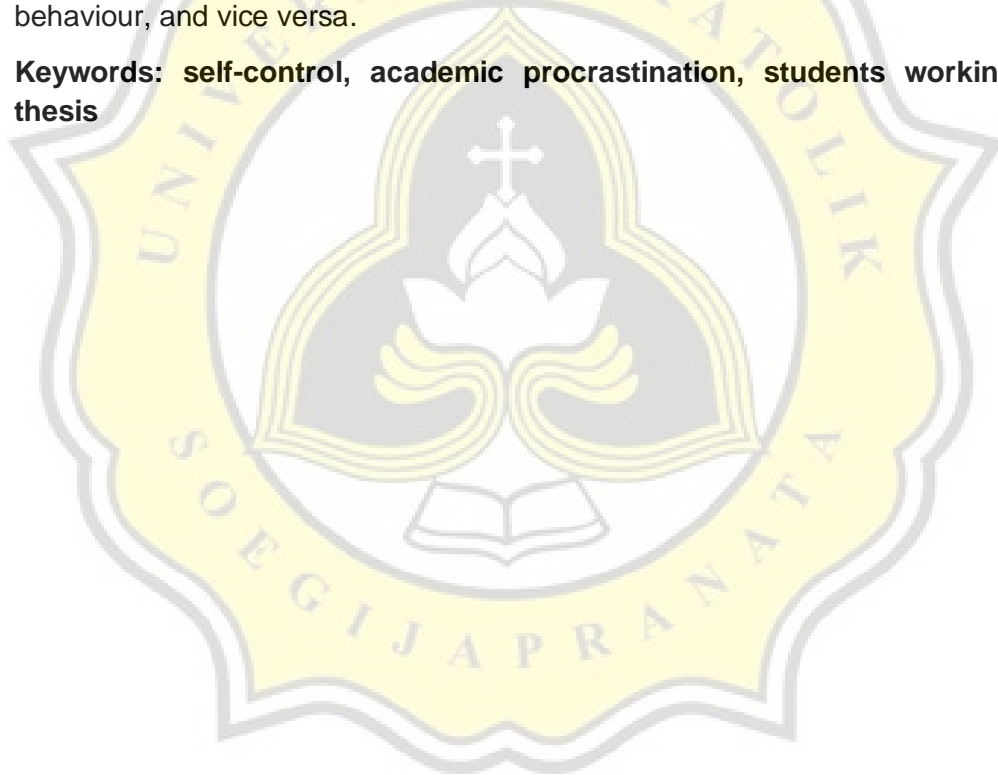 behaviour, and vice versa.
Keywords: self-control, academic procrastination, students workin
thesis
SOEGIJAPRANATA